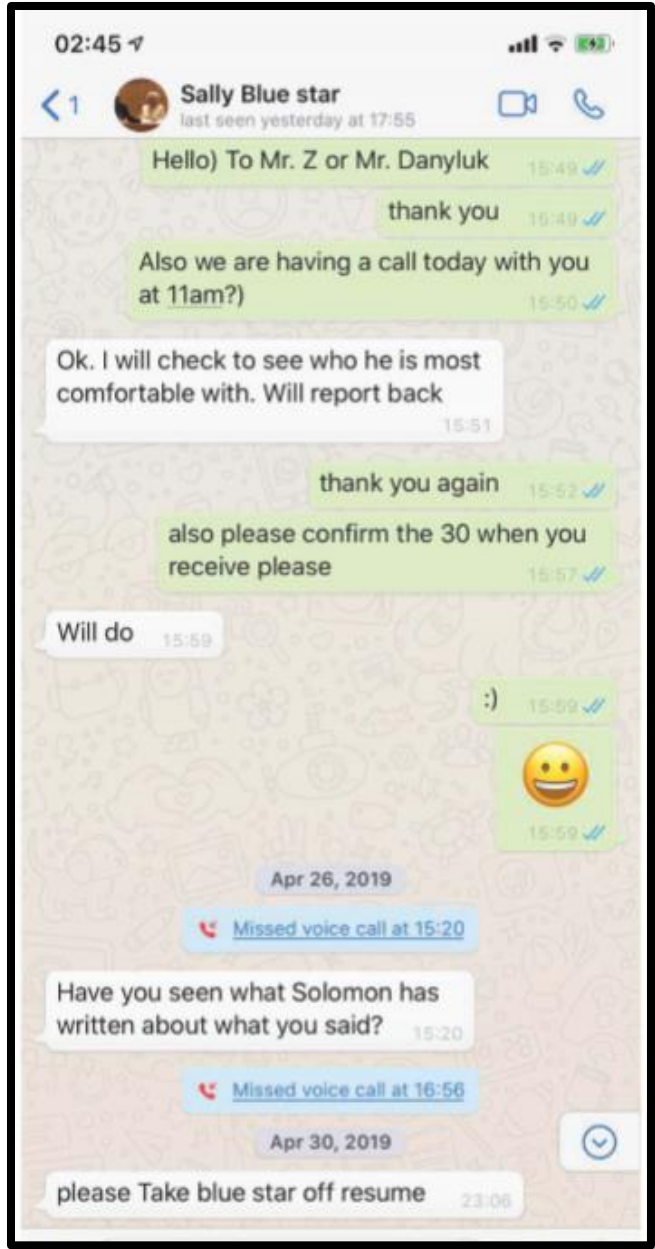 02:45
1
Sally Blue star
last seen yesterday at 17:55
Hello) To Mr. Z or Mr. Danyluk 15:49
thank you 15:49
Also we are having a call today with you
at 11am?) 15:50
Ok. I will check to see who he is most
comfortable with. Will report back
15:51
thank you again 15:52
also please confirm the 30 when you
receive please 15:57
Will do 15:59
:) 15:59
15:59
Apr 26, 2019
Missed voice call at 15:20
Have you seen what Solomon has
written about what you said? 15:20
Missed voice call at 16:56
Apr 30, 2019
please Take blue star off resume 23:06